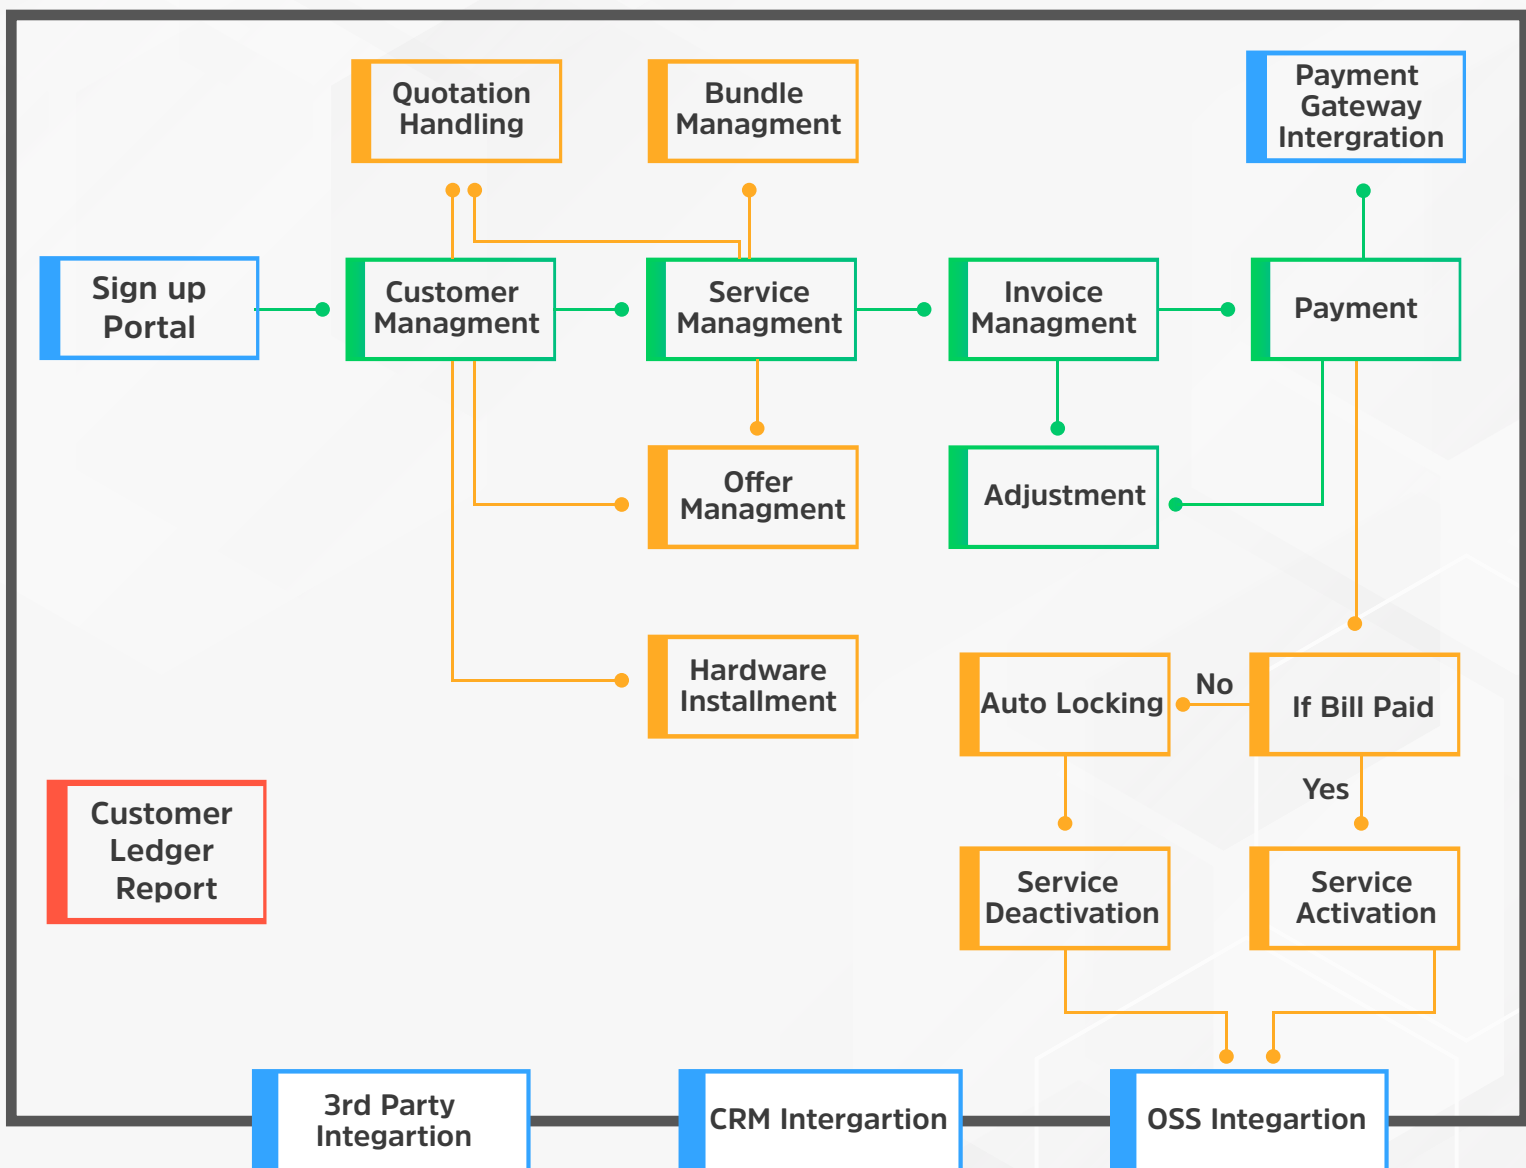 Quotation
Handling
Bundle
Managment
Payment
Gateway
Intergration
Sign up
Portal
Customer
Managment
Service
Managment
Invoice
Managment
Payment
Offer
Managment
Adjustment
Hardware
Installment
Auto Locking
No
If Bill Paid
Yes
Customer
Ledger
Report
Service
Deactivation
Service
Activation
3rd Party
Integartion
CRM Intergartion
OSS Integartion